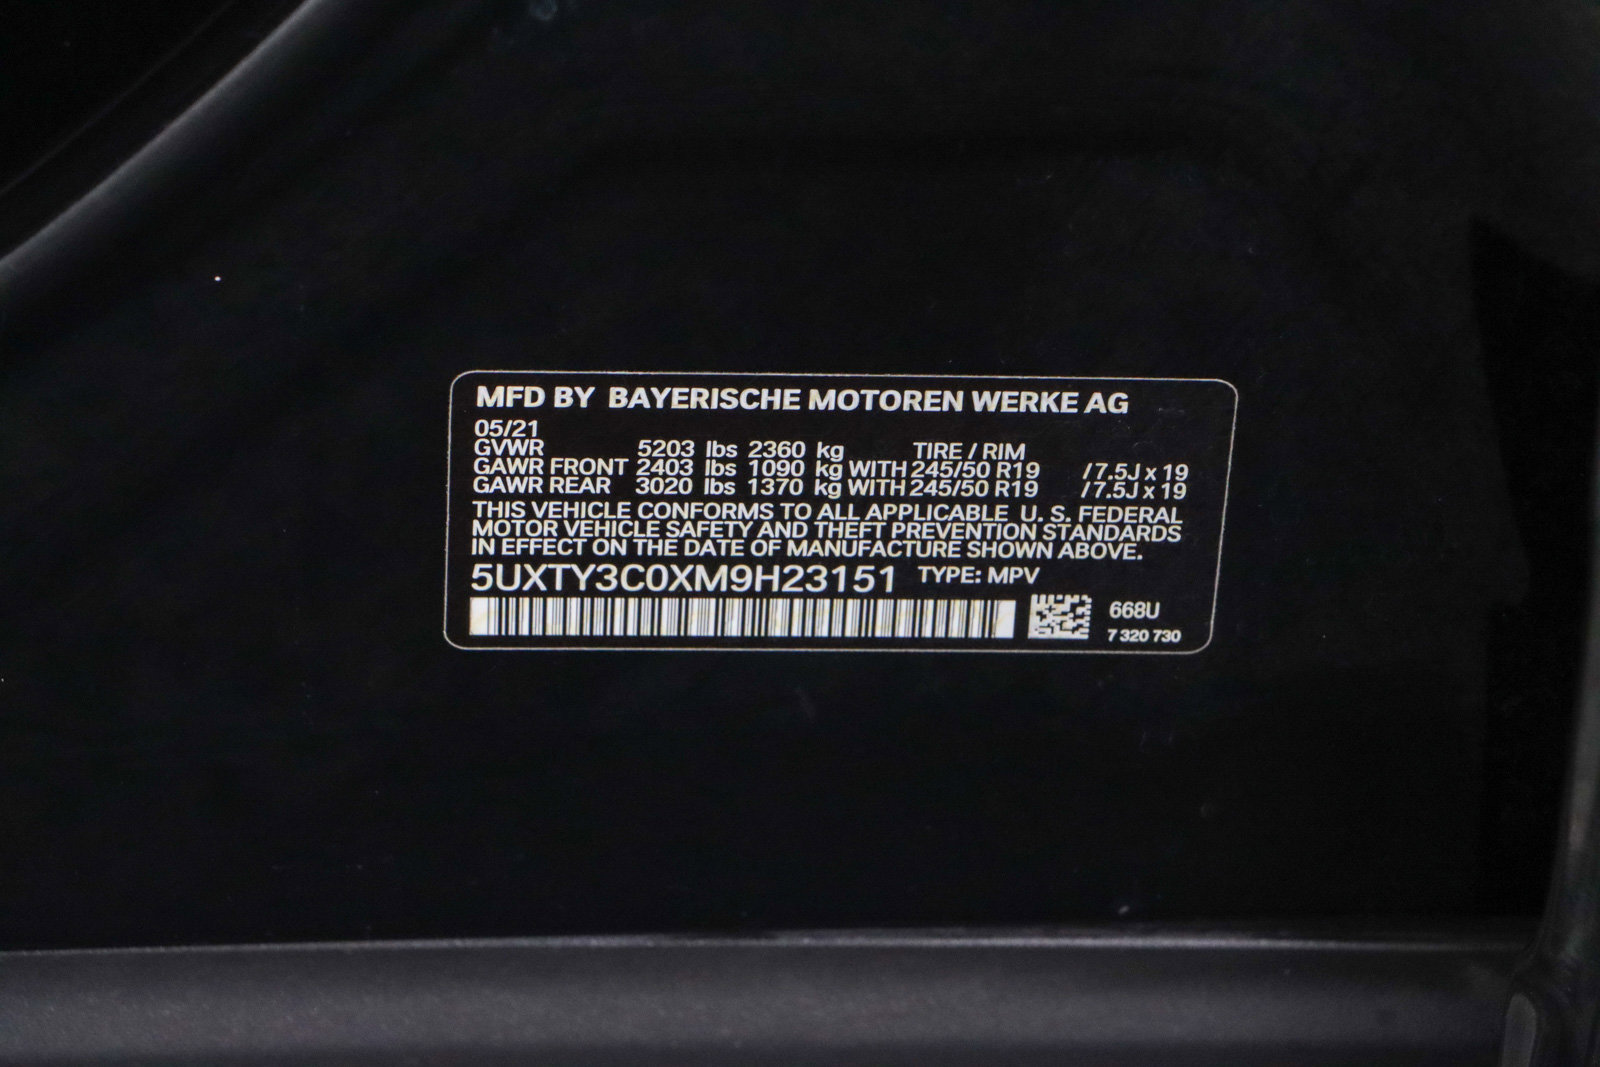 MFD BY BAYERISCHE MOTOREN WERKE AG
05/21
GVWR 5203 lbs 2360 kg TIRE / RIM
GAWR FRONT 2403 lbs 1090 kg WITH 245/50 R19 / 7.5J x 19
GAWR REAR 3020 lbs 1370 kg WITH 245/50 R19 / 7.5J x 19
THIS VEHICLE CONFORMS TO ALL APPLICABLE U. S. FEDERAL
MOTOR VEHICLE SAFETY AND THEFT PREVENTION STANDARDS
IN EFFECT ON THE DATE OF MANUFACTURE SHOWN ABOVE.
5UXTY3C0XM9H23151 TYPE: MPV
668U
7 320 730